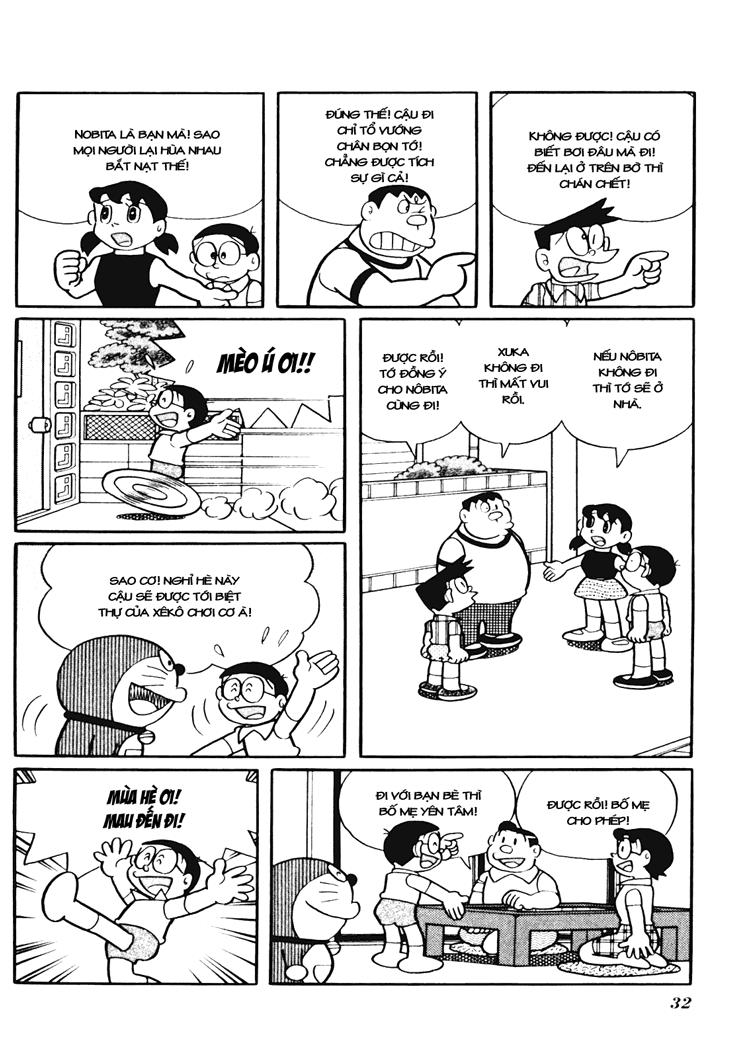 KHÔNG ĐƯỢC! CẬU CÓ
BIẾT BƠI ĐÂU MÀ ĐI!
ĐẾN LẠI Ở TRÊN BỜ THÌ
CHÁN CHẾT!
ĐÚNG THẾ! CẬU ĐI
CHỈ TỔ VƯỚNG
CHÂN BỌN TỚ!
CHẲNG ĐƯỢC TÍCH
SỰ GÌ CẢ!
NOBITA LÀ BẠN MÀ! SAO
MỌI NGƯỜI LẠI HÙA NHAU
BẮT NẠT THẾ!
NẾU NÔBITA
KHÔNG ĐI
THÌ TỚ SẼ Ở
NHÀ.
XUKA
KHÔNG ĐI
THÌ MẤT VUI
RỒI.
ĐƯỢC RỒI!
TỚ ĐỒNG Ý
CHO NÔBITA
CÙNG ĐI!
MÈO Ú ƠI!!
SAO CƠ! NGHỈ HÈ NÀY
CẬU SẼ ĐƯỢC TỚI BIỆT
THỰ CỦA XÊKÔ CHƠI CƠ À!
ĐƯỢC RỒI! BỐ MẸ
CHO PHÉP!
ĐI VỚI BẠN BÈ THÌ
BỐ MẸ YÊN TÂM!
MÙA HÈ ƠI!
MAU ĐẾN ĐI!
32